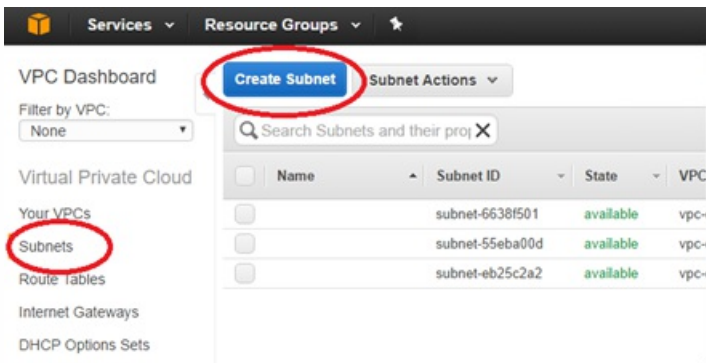 Services Resource Groups
VPC Dashboard
Filter by VPC:
None
Virtual Private Cloud
Your VPCs
Subnets
Route Tables
Internet Gateways
DHCP Options Sets
Create Subnet Subnet Actions
Search Subnets and their prop X
Name Subnet ID State VPC
subnet-6638f501 available vpc-
subnet-55eba00d available vpc-
subnet-eb25c2a2 available vpc-